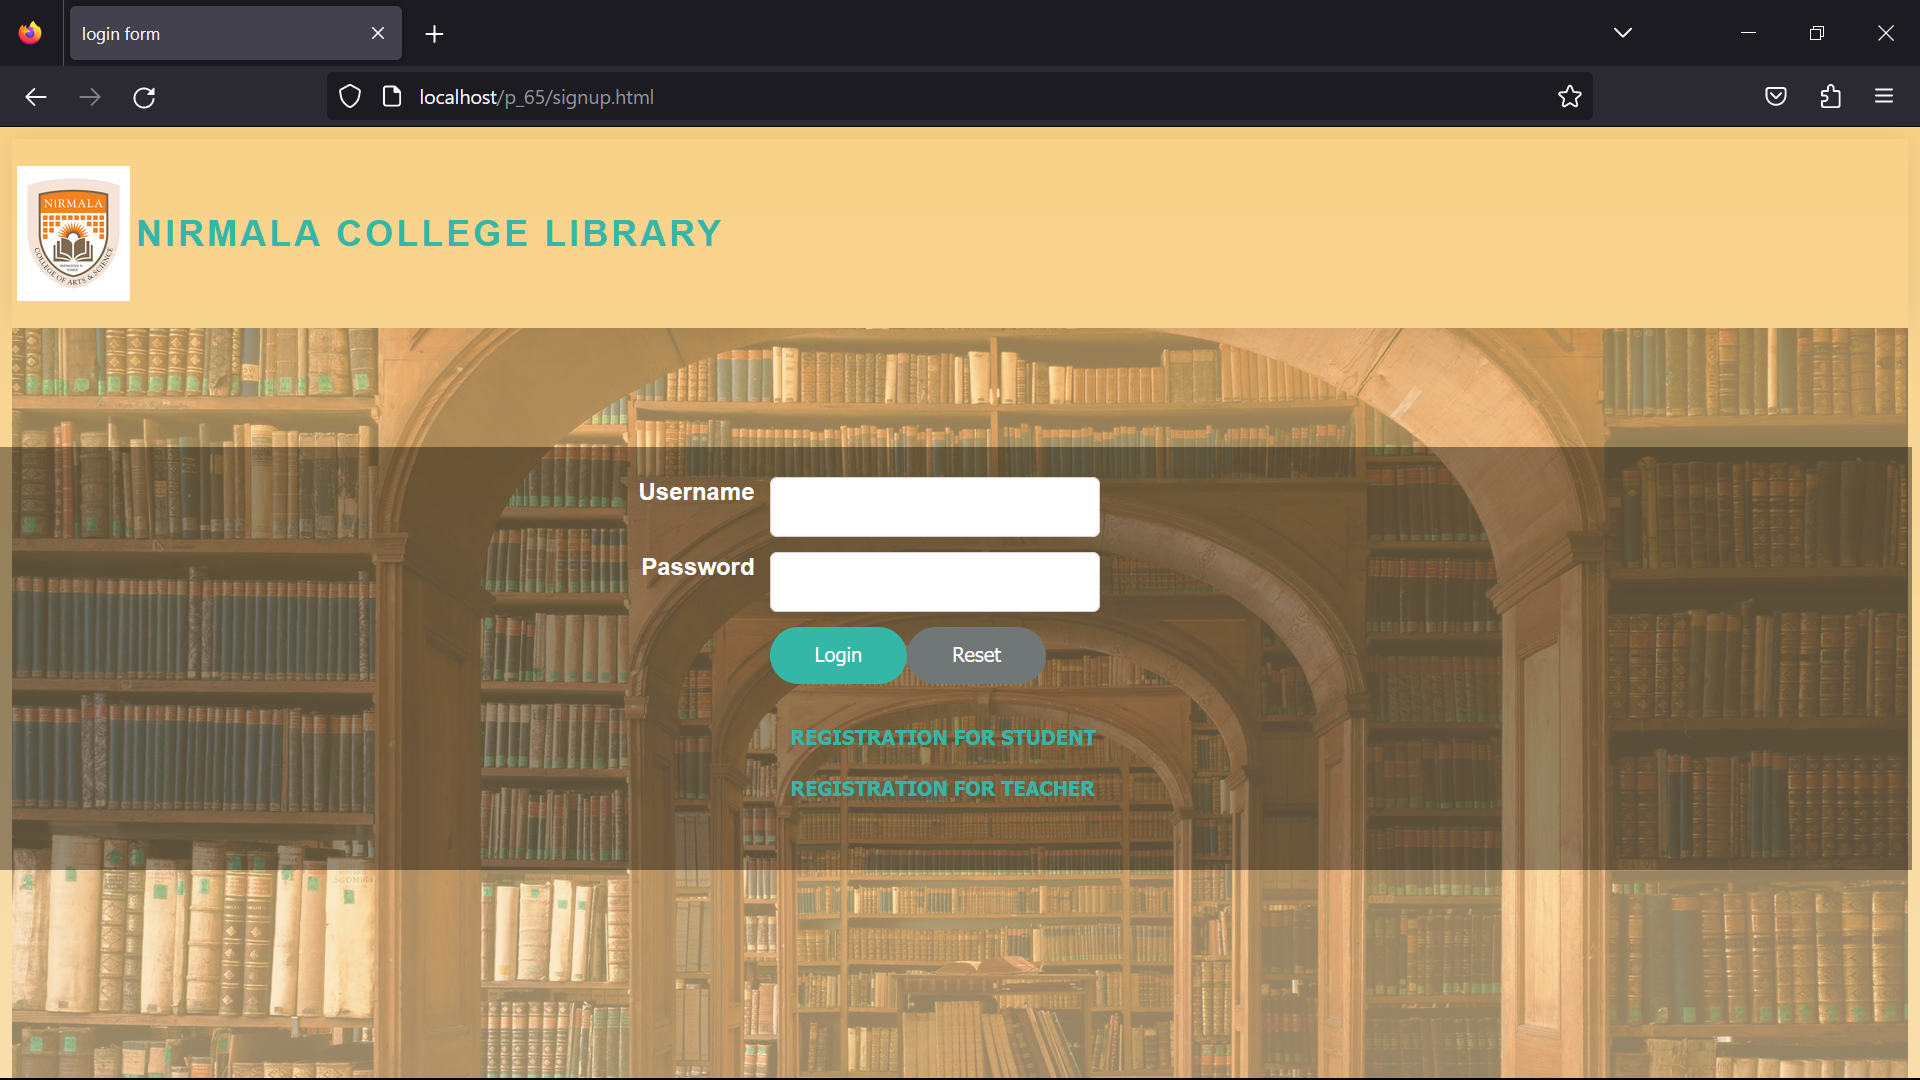 login form
localhost/p_65/signup.html
NIRMALA
COLLEGE OF ARTS & SCIENCE
NIRMALA COLLEGE LIBRARY
Username
Password
Login
Reset
REGISTRATION FOR STUDENT
REGISTRATION FOR TEACHER